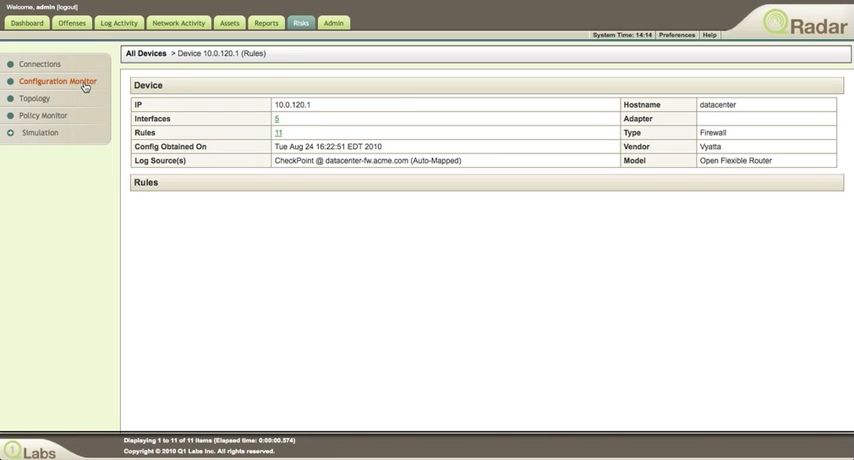 Welcome, admin [logout]
Dashboard Offenses Log Activity Network Activity Assets Reports Risks Admin
QRadar
System Time: 14:14 Preferences Help
Connections
Configuration Monitor
Topology
Policy Monitor
Simulation
All Devices > Device 10.0.120.1 (Rules)
Device
IP 10.0.120.1 Hostname datacenter
Interfaces 5 Adapter
Rules 11 Type Firewall
Config Obtained On Tue Aug 24 16:22:51 EDT 2010 Vendor Vyatta
Log Source(s) CheckPoint @ datacenter-fw.acme.com (Auto-Mapped) Model Open Flexible Router
Rules
Displaying 1 to 11 of 11 items (Elapsed time: 0:00:00.574)
Copyright © 2010 Q1 Labs Inc. All rights reserved.
Q1 Labs